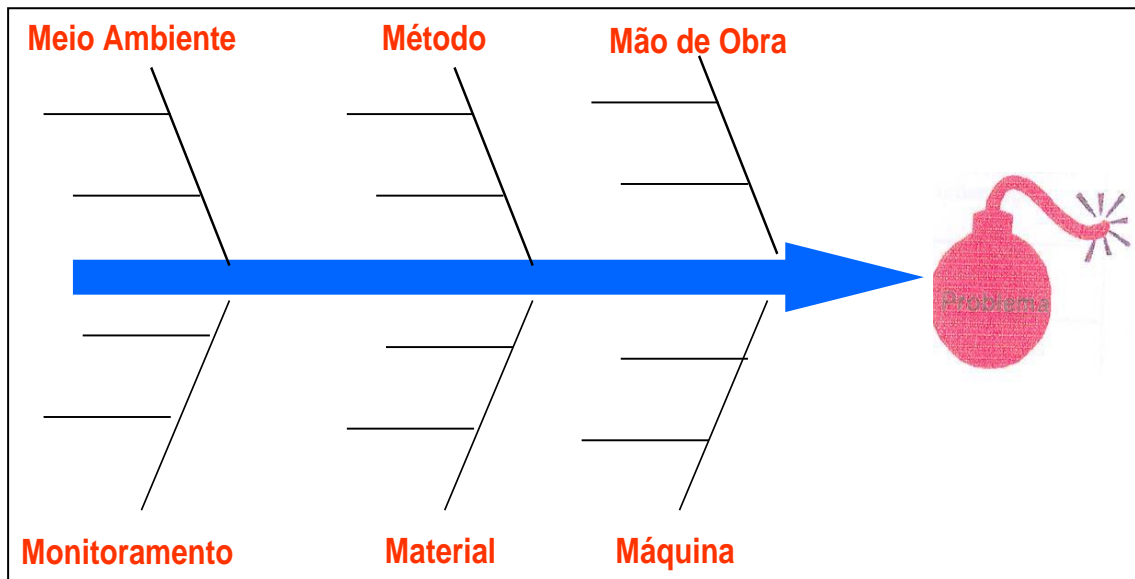 Meio Ambiente
Método
Mão de Obra
Problema
Monitoramento
Material
Máquina